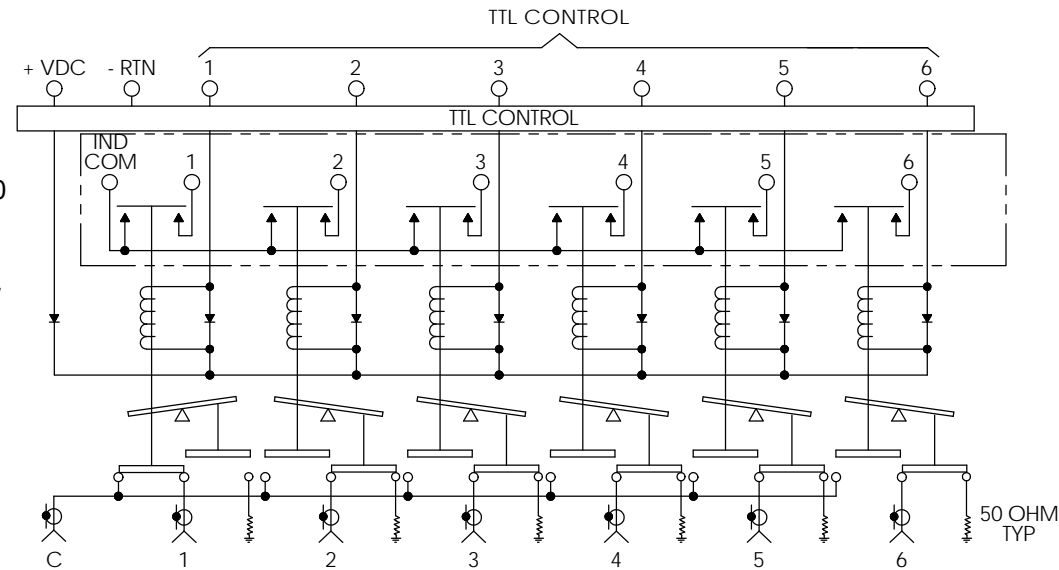 TTL CONTROL
+ VDC - RTN 1 2 3 4 5 6
TTL CONTROL
IND
COM 1 2 3 4 5 6
0
50 OHM
TYP
C 1 2 3 4 5 6